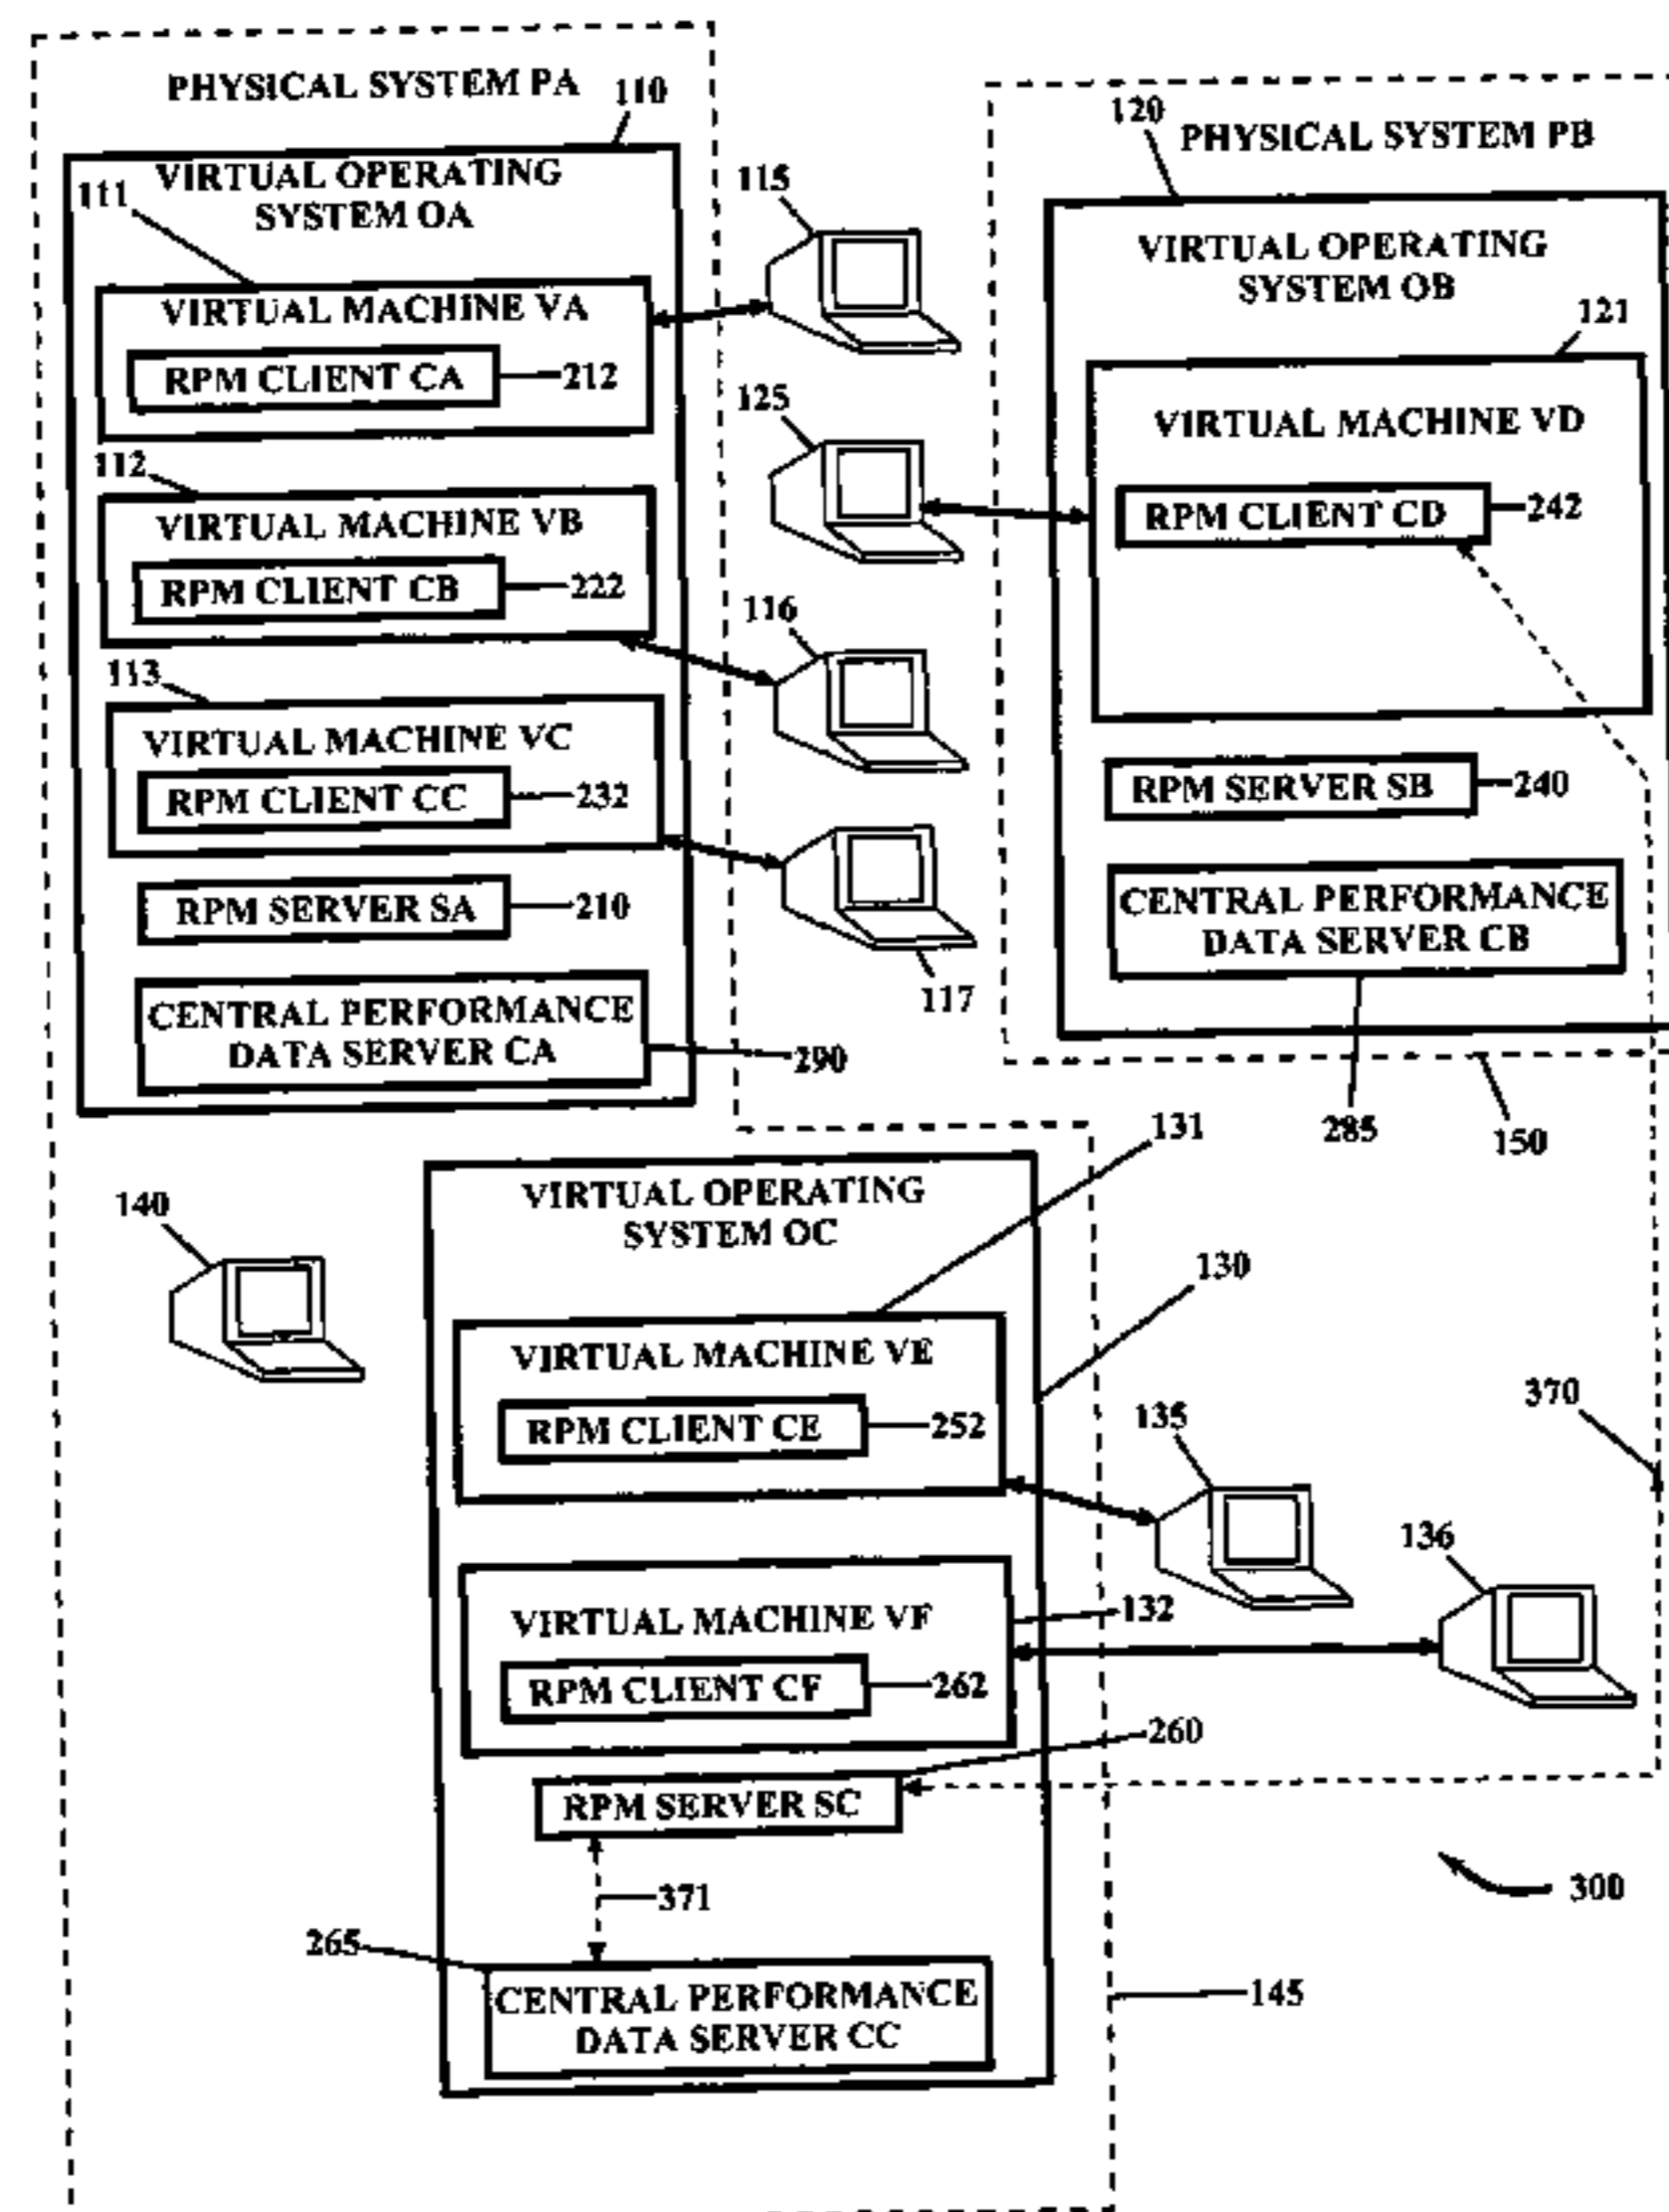 PHYSICAL SYSTEM PA
110
VIRTUAL OPERATING
SYSTEM OA
111
VIRTUAL MACHINE VA
RPM CLIENT CA
212
112
VIRTUAL MACHINE VB
RPM CLIENT CB
222
113
VIRTUAL MACHINE VC
RPM CLIENT CC
232
RPM SERVER SA
210
CENTRAL PERFORMANCE
DATA SERVER CA
290
115
125
116
117
120
PHYSICAL SYSTEM PB
VIRTUAL OPERATING
SYSTEM OB
121
VIRTUAL MACHINE VD
RPM CLIENT CD
242
RPM SERVER SB
240
CENTRAL PERFORMANCE
DATA SERVER CB
285
150
131
140
VIRTUAL OPERATING
SYSTEM OC
130
VIRTUAL MACHINE VE
RPM CLIENT CE
252
135
370
136
VIRTUAL MACHINE VF
132
RPM CLIENT CF
262
260
RPM SERVER SC
371
300
265
CENTRAL PERFORMANCE
DATA SERVER CC
145